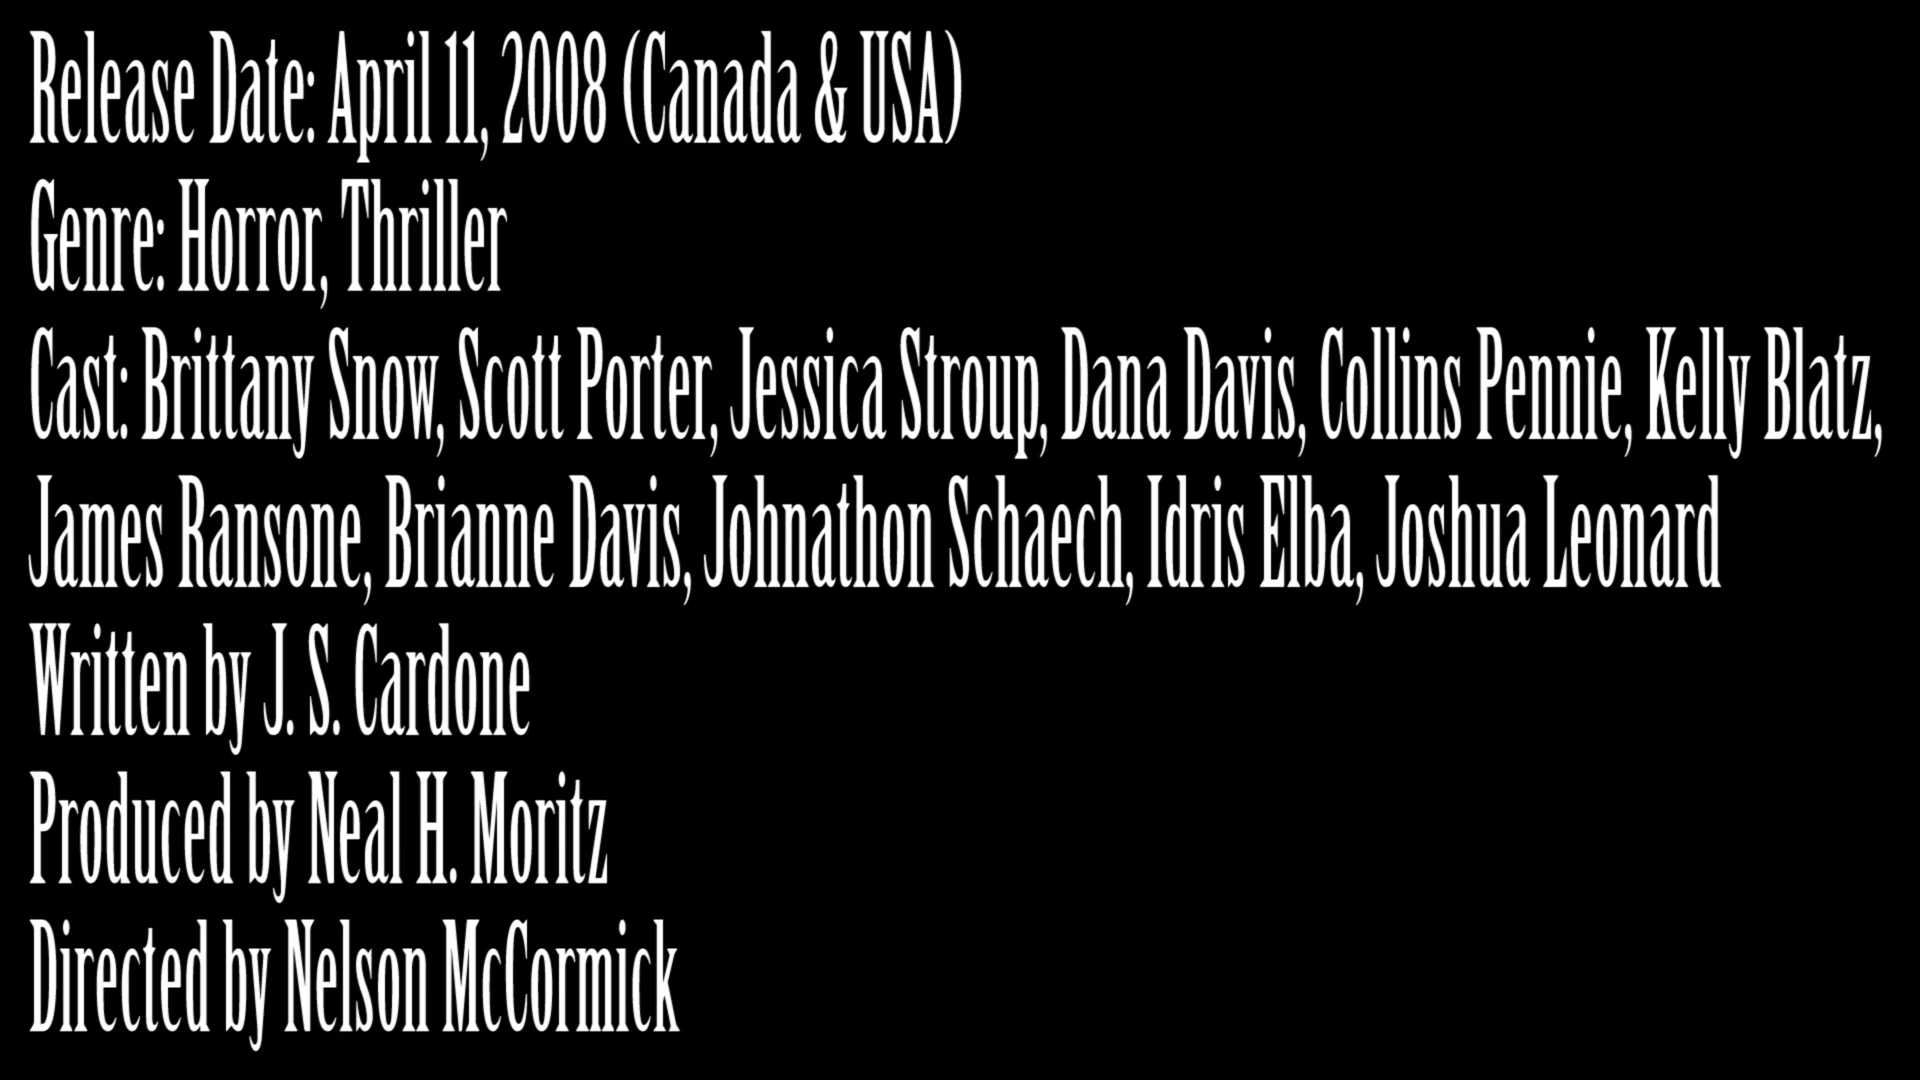 Release Date: April 11, 2008 (Canada & USA)
Genre: Horror, Thriller
Cast: Brittany Snow, Scott Porter, Jessica Stroup, Dana Davis, Collins Pennie, Kelly Blatz,
James Ransone, Brianne Davis, Johnathon Schaech, Idris Elba, Joshua Leonard
Written by J. S. Cardone
Produced by Neal H. Moritz
Directed by Nelson McCormick